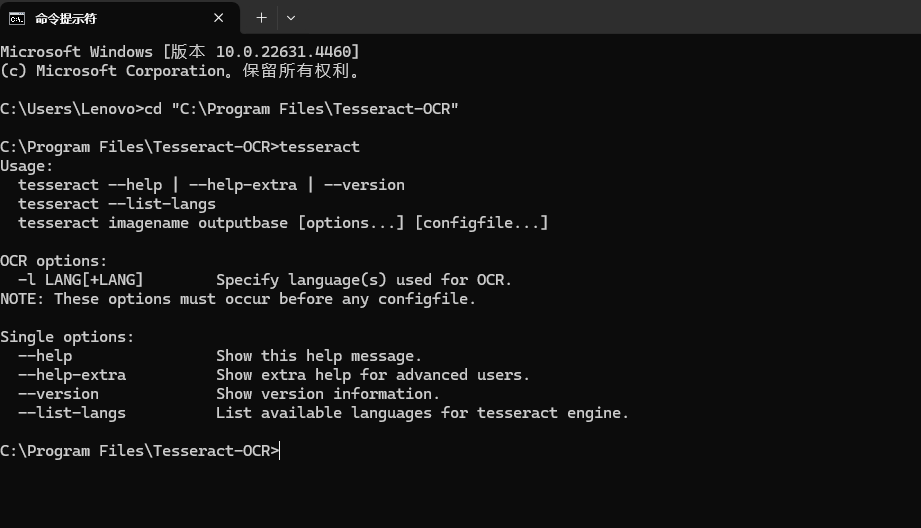 命令提示符
Microsoft Windows [版本 10.0.22631.4460]
(c) Microsoft Corporation。保留所有权利。
C:\Users\Lenovo>cd "C:\Program Files\Tesseract-OCR"
C:\Program Files\Tesseract-OCR>tesseract
Usage:
  tesseract --help | --help-extra | --version
  tesseract --list-langs
  tesseract imagename outputbase [options...] [configfile...]
OCR options:
  -l LANG[+LANG]        Specify language(s) used for OCR.
NOTE: These options must occur before any configfile.
Single options:
  --help                Show this help message.
  --help-extra          Show extra help for advanced users.
  --version             Show version information.
  --list-langs          List available languages for tesseract engine.
C:\Program Files\Tesseract-OCR>